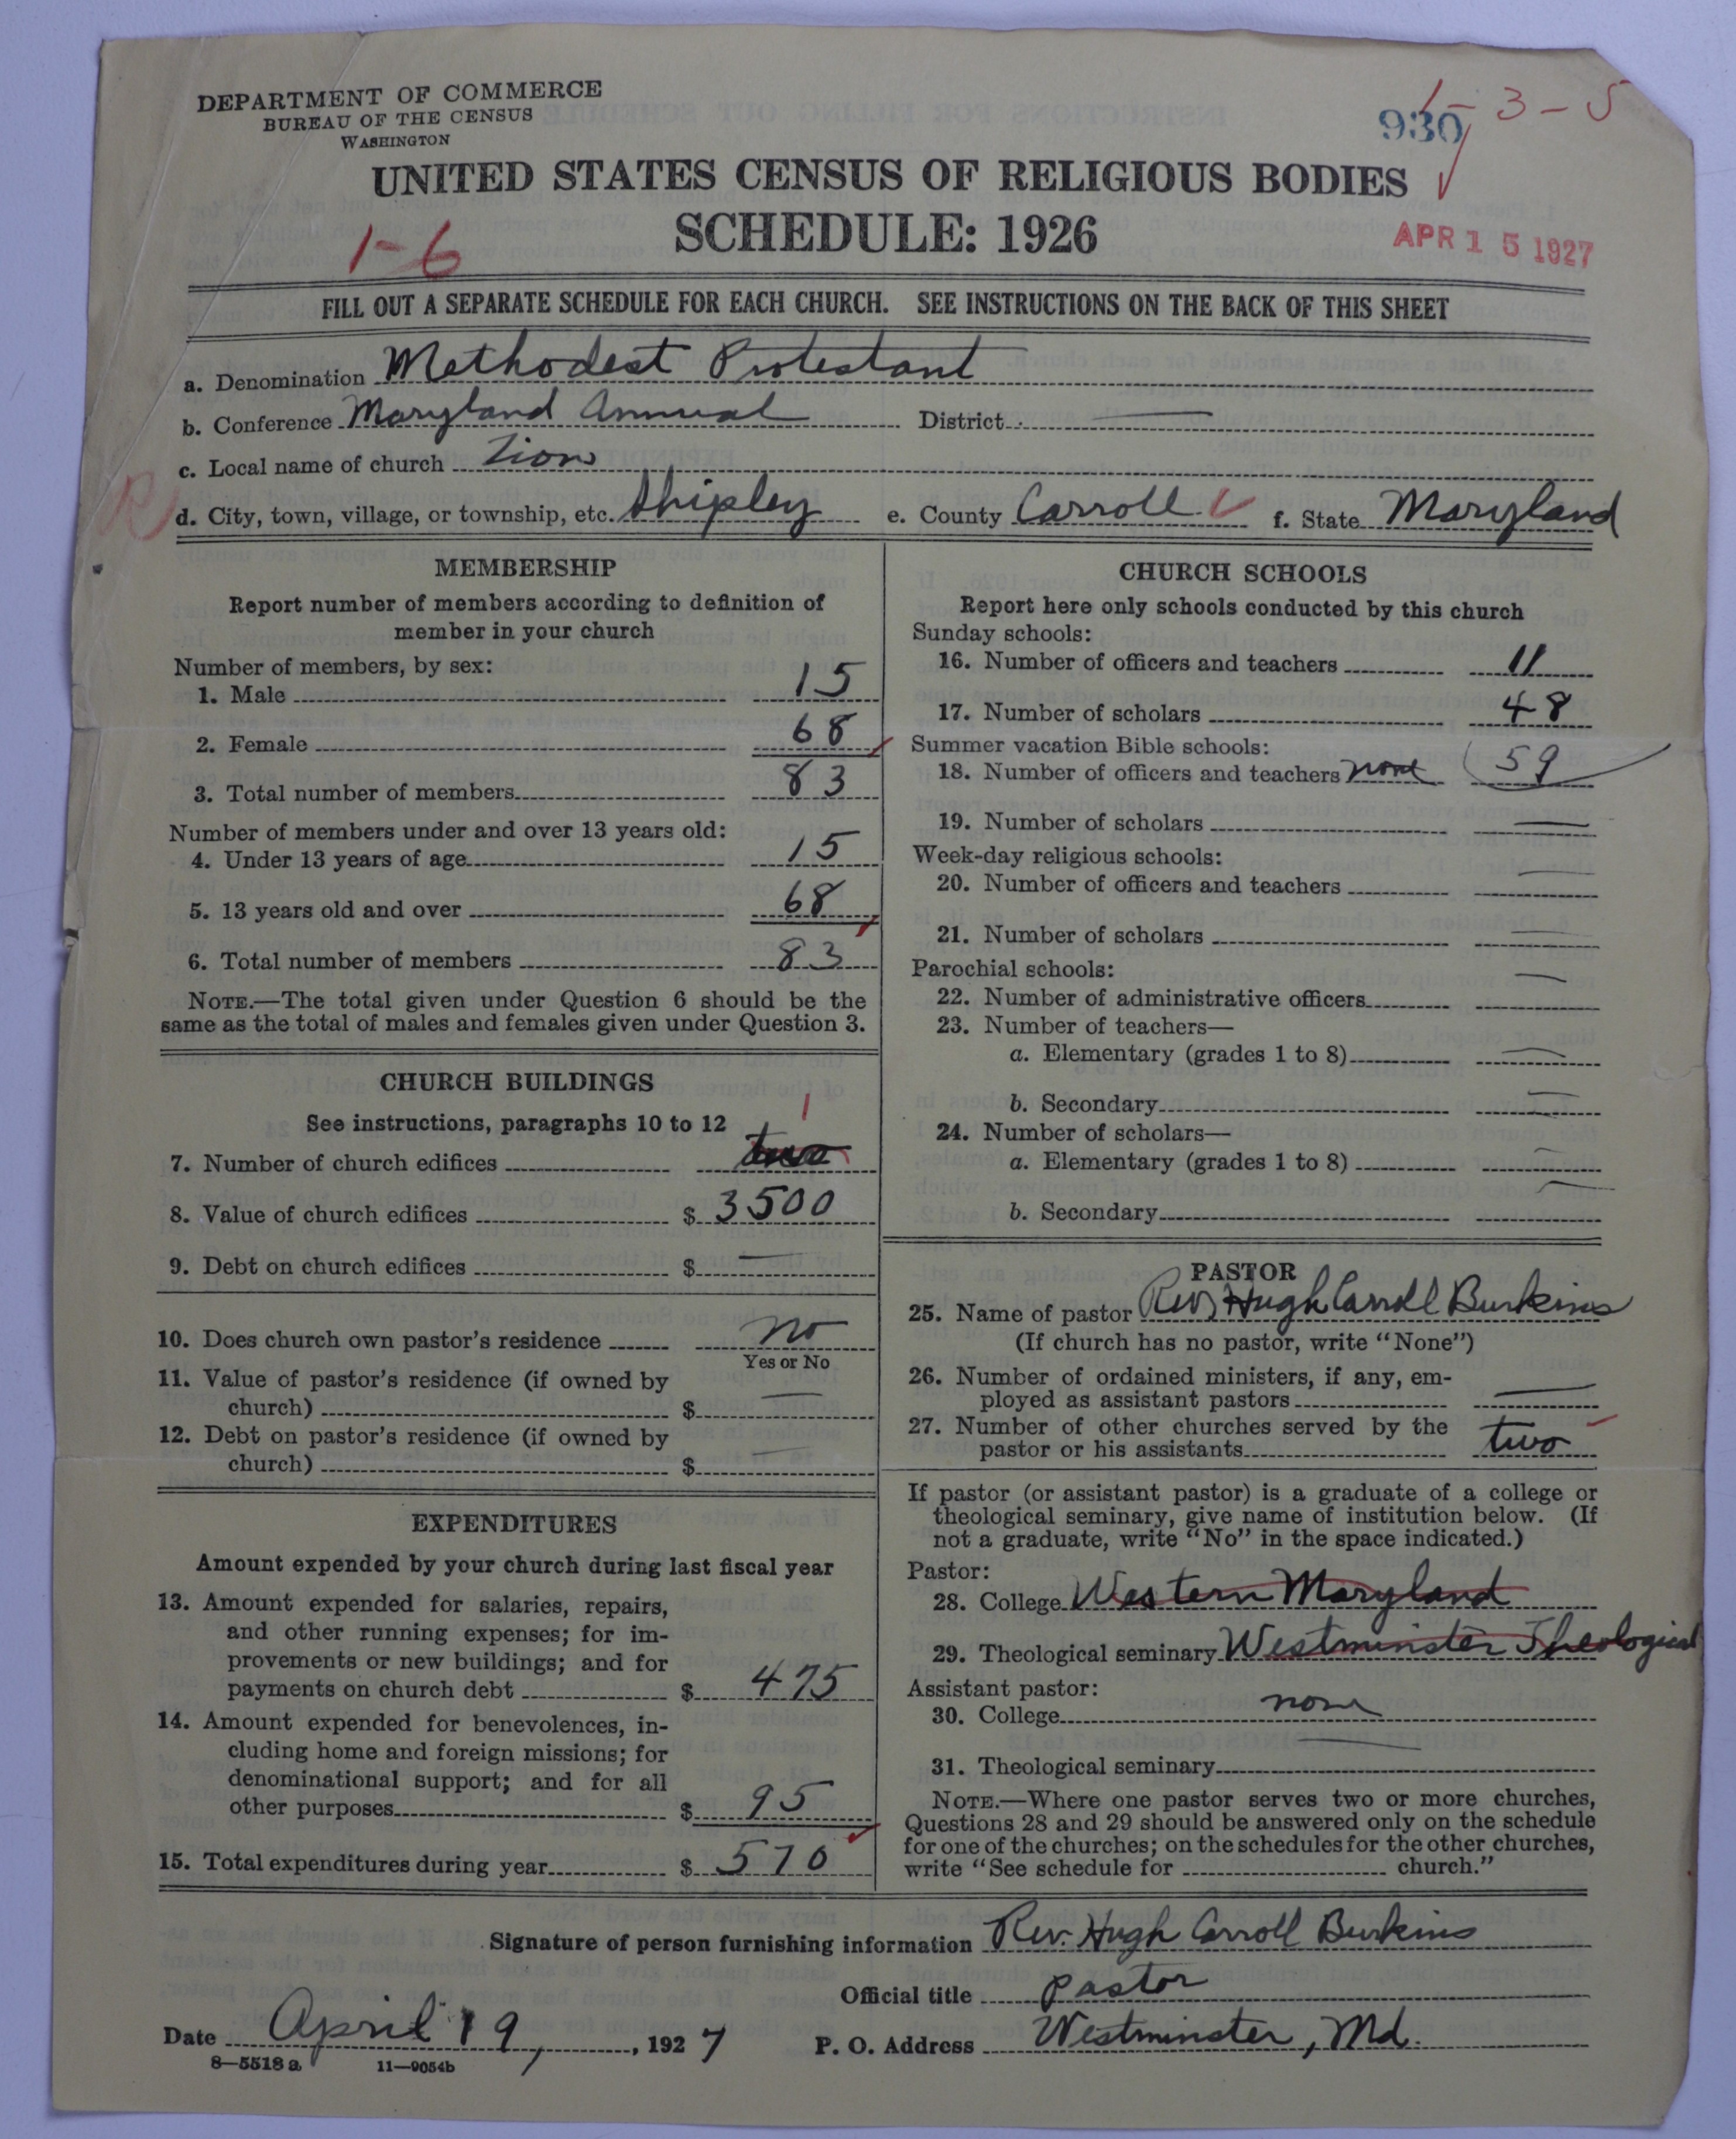 DEPARTMENT OF COMMERCE
BUREAU OF THE CENSUS
WASHINGTON
930
1-3-5
UNITED STATES CENSUS OF RELIGIOUS BODIES
SCHEDULE: 1926
1-6
APR 15 1927
FILL OUT A SEPARATE SCHEDULE FOR EACH CHURCH. SEE INSTRUCTIONS ON THE BACK OF THIS SHEET
a. Denomination Methodest Protestant
b. Conference Maryland Annual District —
c. Local name of church Zion
R d. City, town, village, or township, etc. Shipley e. County Carroll f. State Maryland
MEMBERSHIP
Report number of members according to definition of
member in your church
Number of members, by sex:
1. Male 15
2. Female 68
3. Total number of members 83
Number of members under and over 13 years old:
4. Under 13 years of age 15
5. 13 years old and over 68
6. Total number of members 83
NOTE.—The total given under Question 6 should be the
same as the total of males and females given under Question 3.
CHURCH BUILDINGS
See instructions, paragraphs 10 to 12
1
7. Number of church edifices two
8. Value of church edifices $ 3500
9. Debt on church edifices $ —
10. Does church own pastor's residence no
Yes or No
11. Value of pastor's residence (if owned by
church) $ —
12. Debt on pastor's residence (if owned by
church) $ —
EXPENDITURES
Amount expended by your church during last fiscal year
13. Amount expended for salaries, repairs,
and other running expenses; for im-
provements or new buildings; and for
payments on church debt $ 475
14. Amount expended for benevolences, in-
cluding home and foreign missions; for
denominational support; and for all
other purposes $ 95
15. Total expenditures during year $ 570
CHURCH SCHOOLS
Report here only schools conducted by this church
Sunday schools:
16. Number of officers and teachers 11
17. Number of scholars 48
Summer vacation Bible schools:
18. Number of officers and teachers none 59
19. Number of scholars —
Week-day religious schools:
20. Number of officers and teachers —
21. Number of scholars —
Parochial schools:
22. Number of administrative officers —
23. Number of teachers—
a. Elementary (grades 1 to 8) —
b. Secondary —
24. Number of scholars—
a. Elementary (grades 1 to 8) —
b. Secondary —
PASTOR
25. Name of pastor Rev. Hugh Carroll Burkins
(If church has no pastor, write "None")
26. Number of ordained ministers, if any, em-
ployed as assistant pastors —
27. Number of other churches served by the
pastor or his assistants two
If pastor (or assistant pastor) is a graduate of a college or
theological seminary, give name of institution below. (If
not a graduate, write "No" in the space indicated.)
Pastor:
28. College Western Maryland
29. Theological seminary Westminster Theological
Assistant pastor:
30. College none
31. Theological seminary —
NOTE.—Where one pastor serves two or more churches,
Questions 28 and 29 should be answered only on the schedule
for one of the churches; on the schedules for the other churches,
write "See schedule for church."
Signature of person furnishing information Rev. Hugh Carroll Burkins
Official title pastor
Date April 19, 1927 P. O. Address Westminster, Md.
8—5518 a 11—9054b